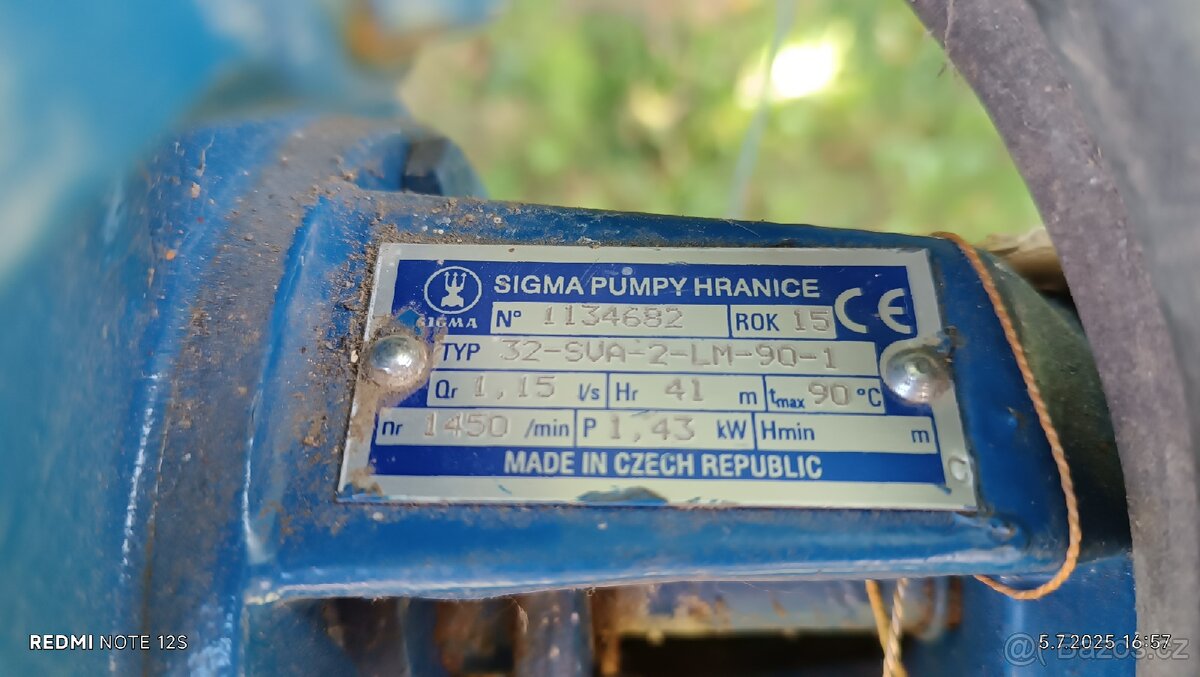 SIGMA PUMPY HRANICE
SIGMA
N° 1134682 ROK 15 CE
TYP 32-SVA-2-LM-90-1
Qr 1,15 l/s Hr 41 m tmax 90 °C
nr 1450 /min P 1,43 kW Hmin m
MADE IN CZECH REPUBLIC
REDMI NOTE 12S
5.7.2025 16:57
@ Bazos.cz